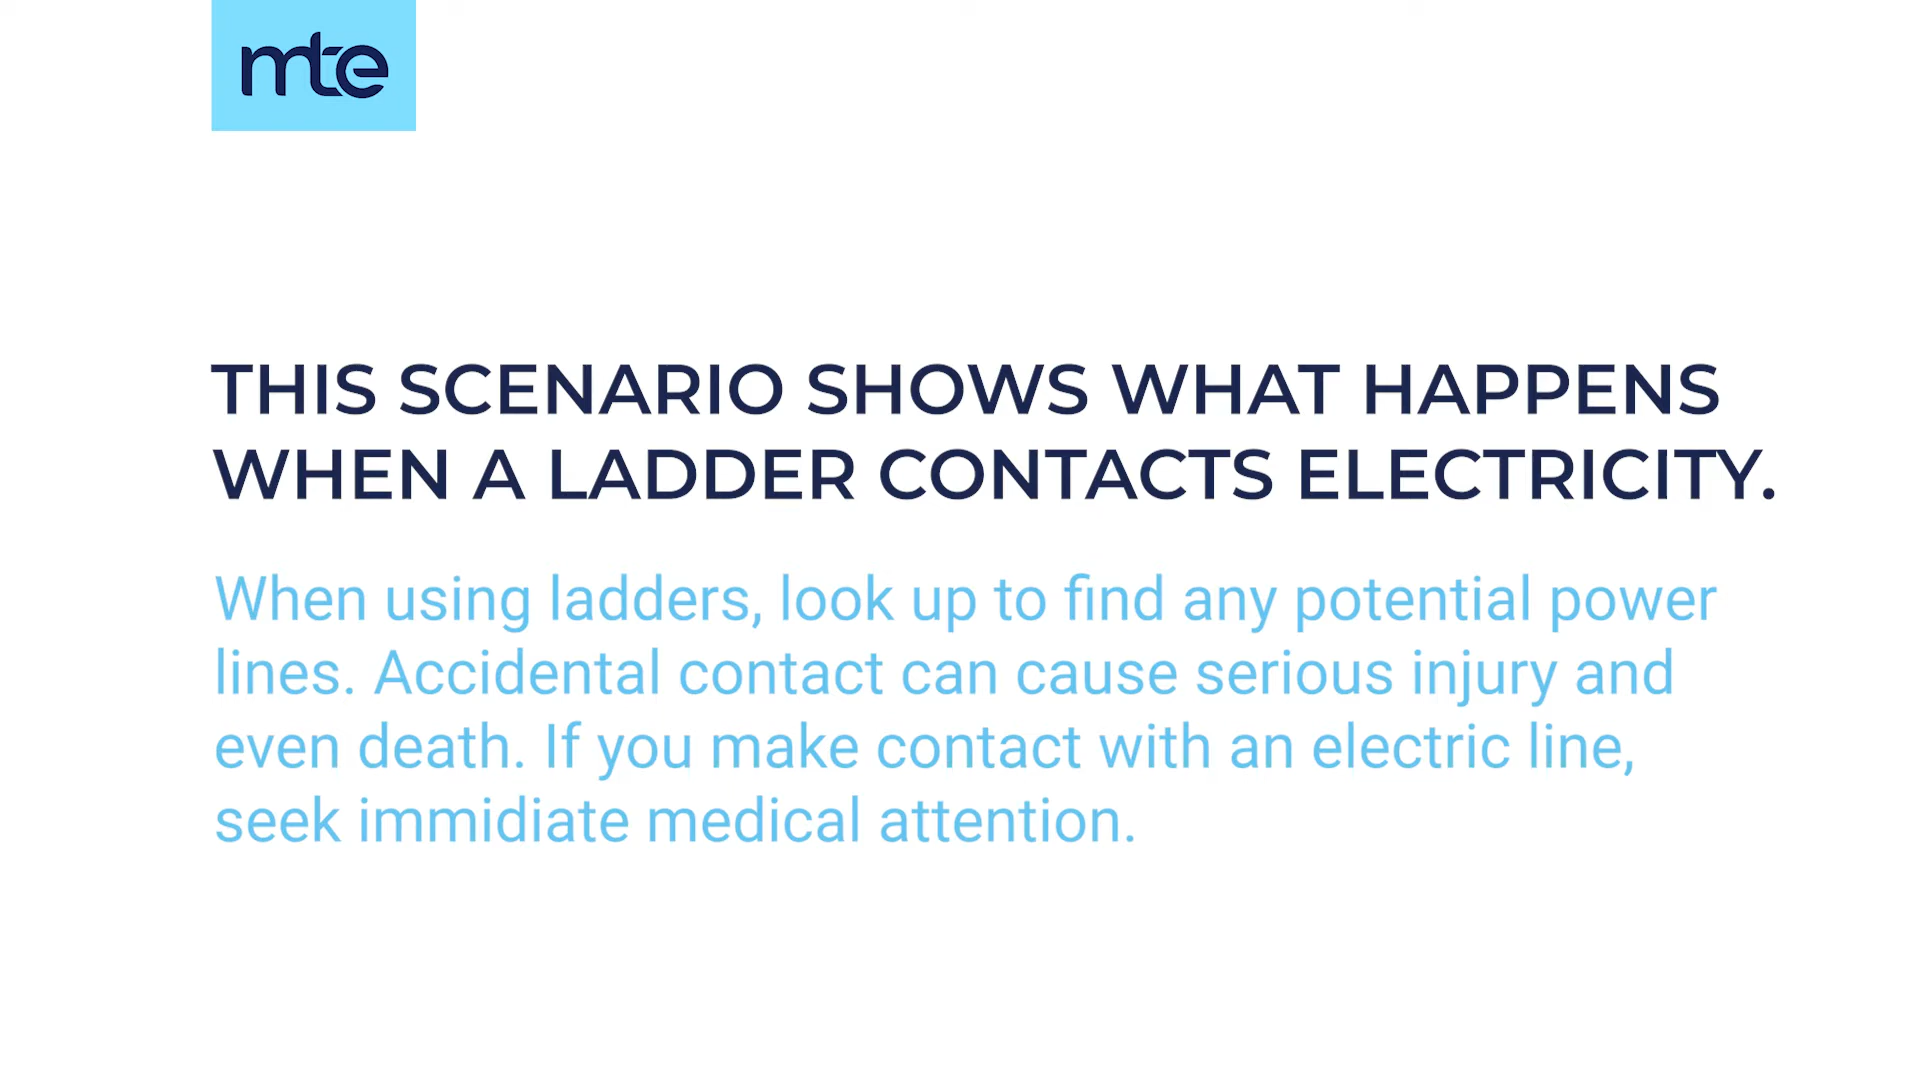 mte
THIS SCENARIO SHOWS WHAT HAPPENS
WHEN A LADDER CONTACTS ELECTRICITY.
When using ladders, look up to find any potential power
lines. Accidental contact can cause serious injury and
even death. If you make contact with an electric line,
seek immidiate medical attention.